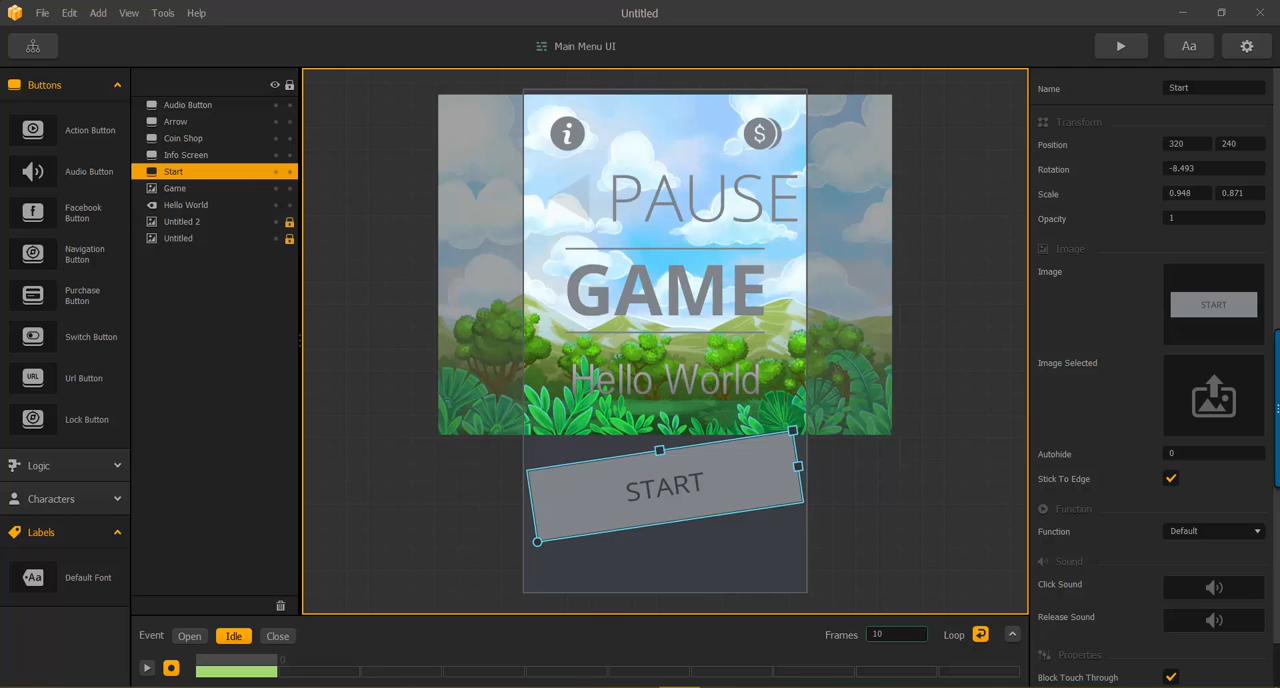 File Edit Add View Tools Help
Untitled
Main Menu UI
Aa
Buttons
Action Button
Audio Button
Facebook
Button
Navigation
Button
Purchase
Button
Switch Button
URL
Url Button
Lock Button
Logic
Characters
Labels
Aa
Default Font
Audio Button
Arrow
Coin Shop
Info Screen
Start
Game
Hello World
Untitled 2
Untitled
i
$
PAUSE
GAME
Hello World
START
Event
Open
Idle
Close
Frames
10
Loop
0
Name
Start
Transform
Position
320
240
Rotation
-8.493
Scale
0.948
0.871
Opacity
1
Image
Image
START
Image Selected
Autohide
0
Stick To Edge
Function
Function
Default
Sound
Click Sound
Release Sound
Properties
Block Touch Through